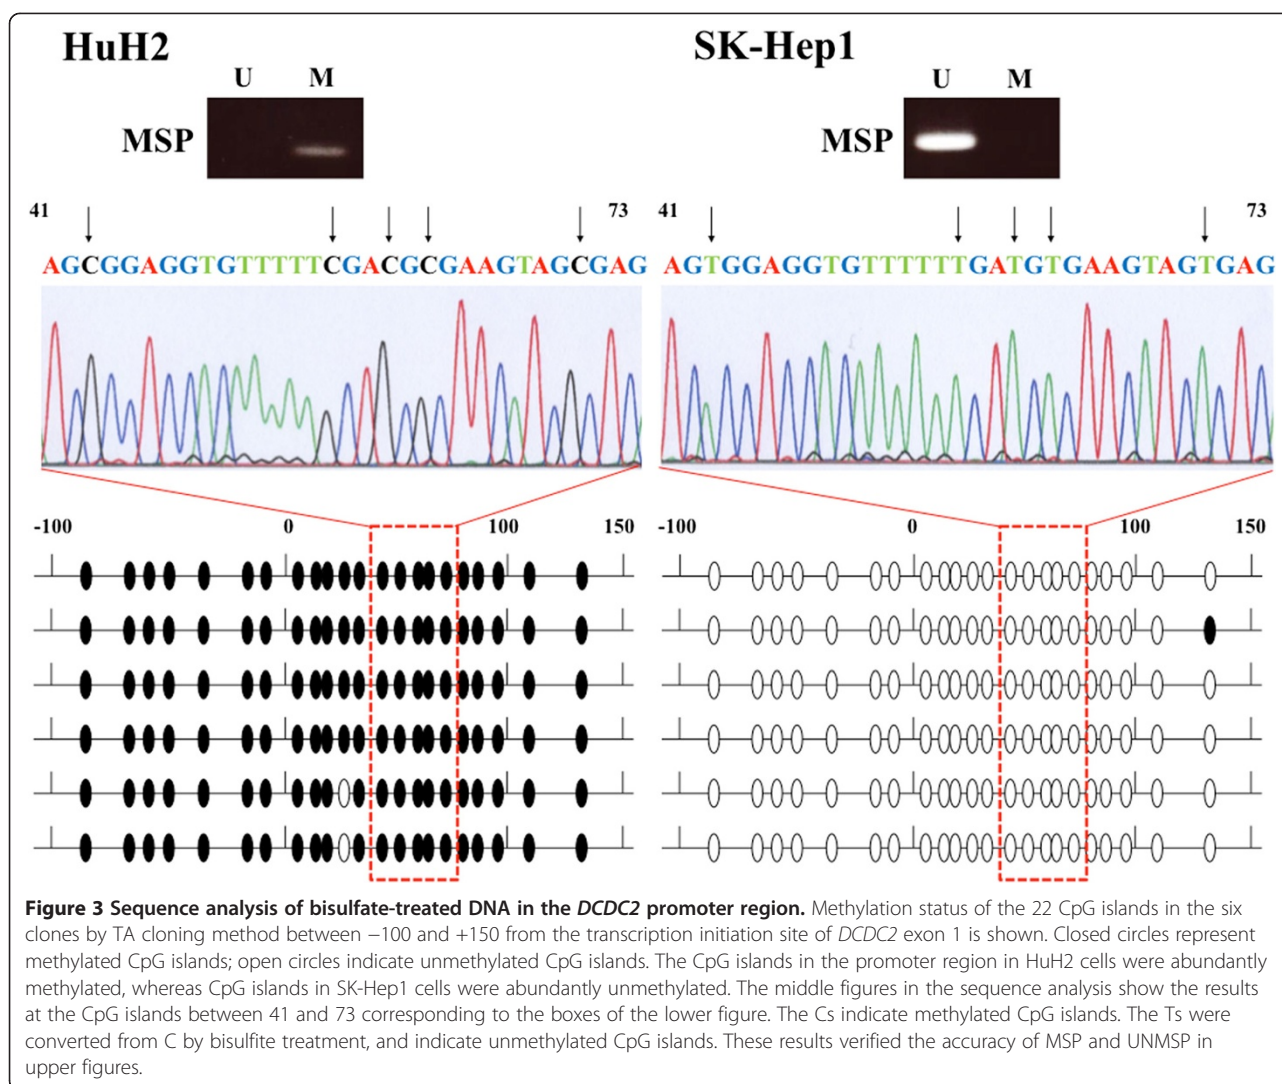 HuH2
SK-Hep1
U M
U M
MSP
MSP
41 73
41 73
AGCGGAGGTGTTTTTCGACGCGAAGTAGCGAG
AGTGGAGGTGTTTTTTGATGTGAAGTAGTGAG
-100 0 100 150
-100 0 100 150
Figure 3 Sequence analysis of bisulfate-treated DNA in the DCDC2 promoter region. Methylation status of the 22 CpG islands in the six
clones by TA cloning method between −100 and +150 from the transcription initiation site of DCDC2 exon 1 is shown. Closed circles represent
methylated CpG islands; open circles indicate unmethylated CpG islands. The CpG islands in the promoter region in HuH2 cells were abundantly
methylated, whereas CpG islands in SK-Hep1 cells were abundantly unmethylated. The middle figures in the sequence analysis show the results
at the CpG islands between 41 and 73 corresponding to the boxes of the lower figure. The Cs indicate methylated CpG islands. The Ts were
converted from C by bisulfite treatment, and indicate unmethylated CpG islands. These results verified the accuracy of MSP and UNMSP in
upper figures.